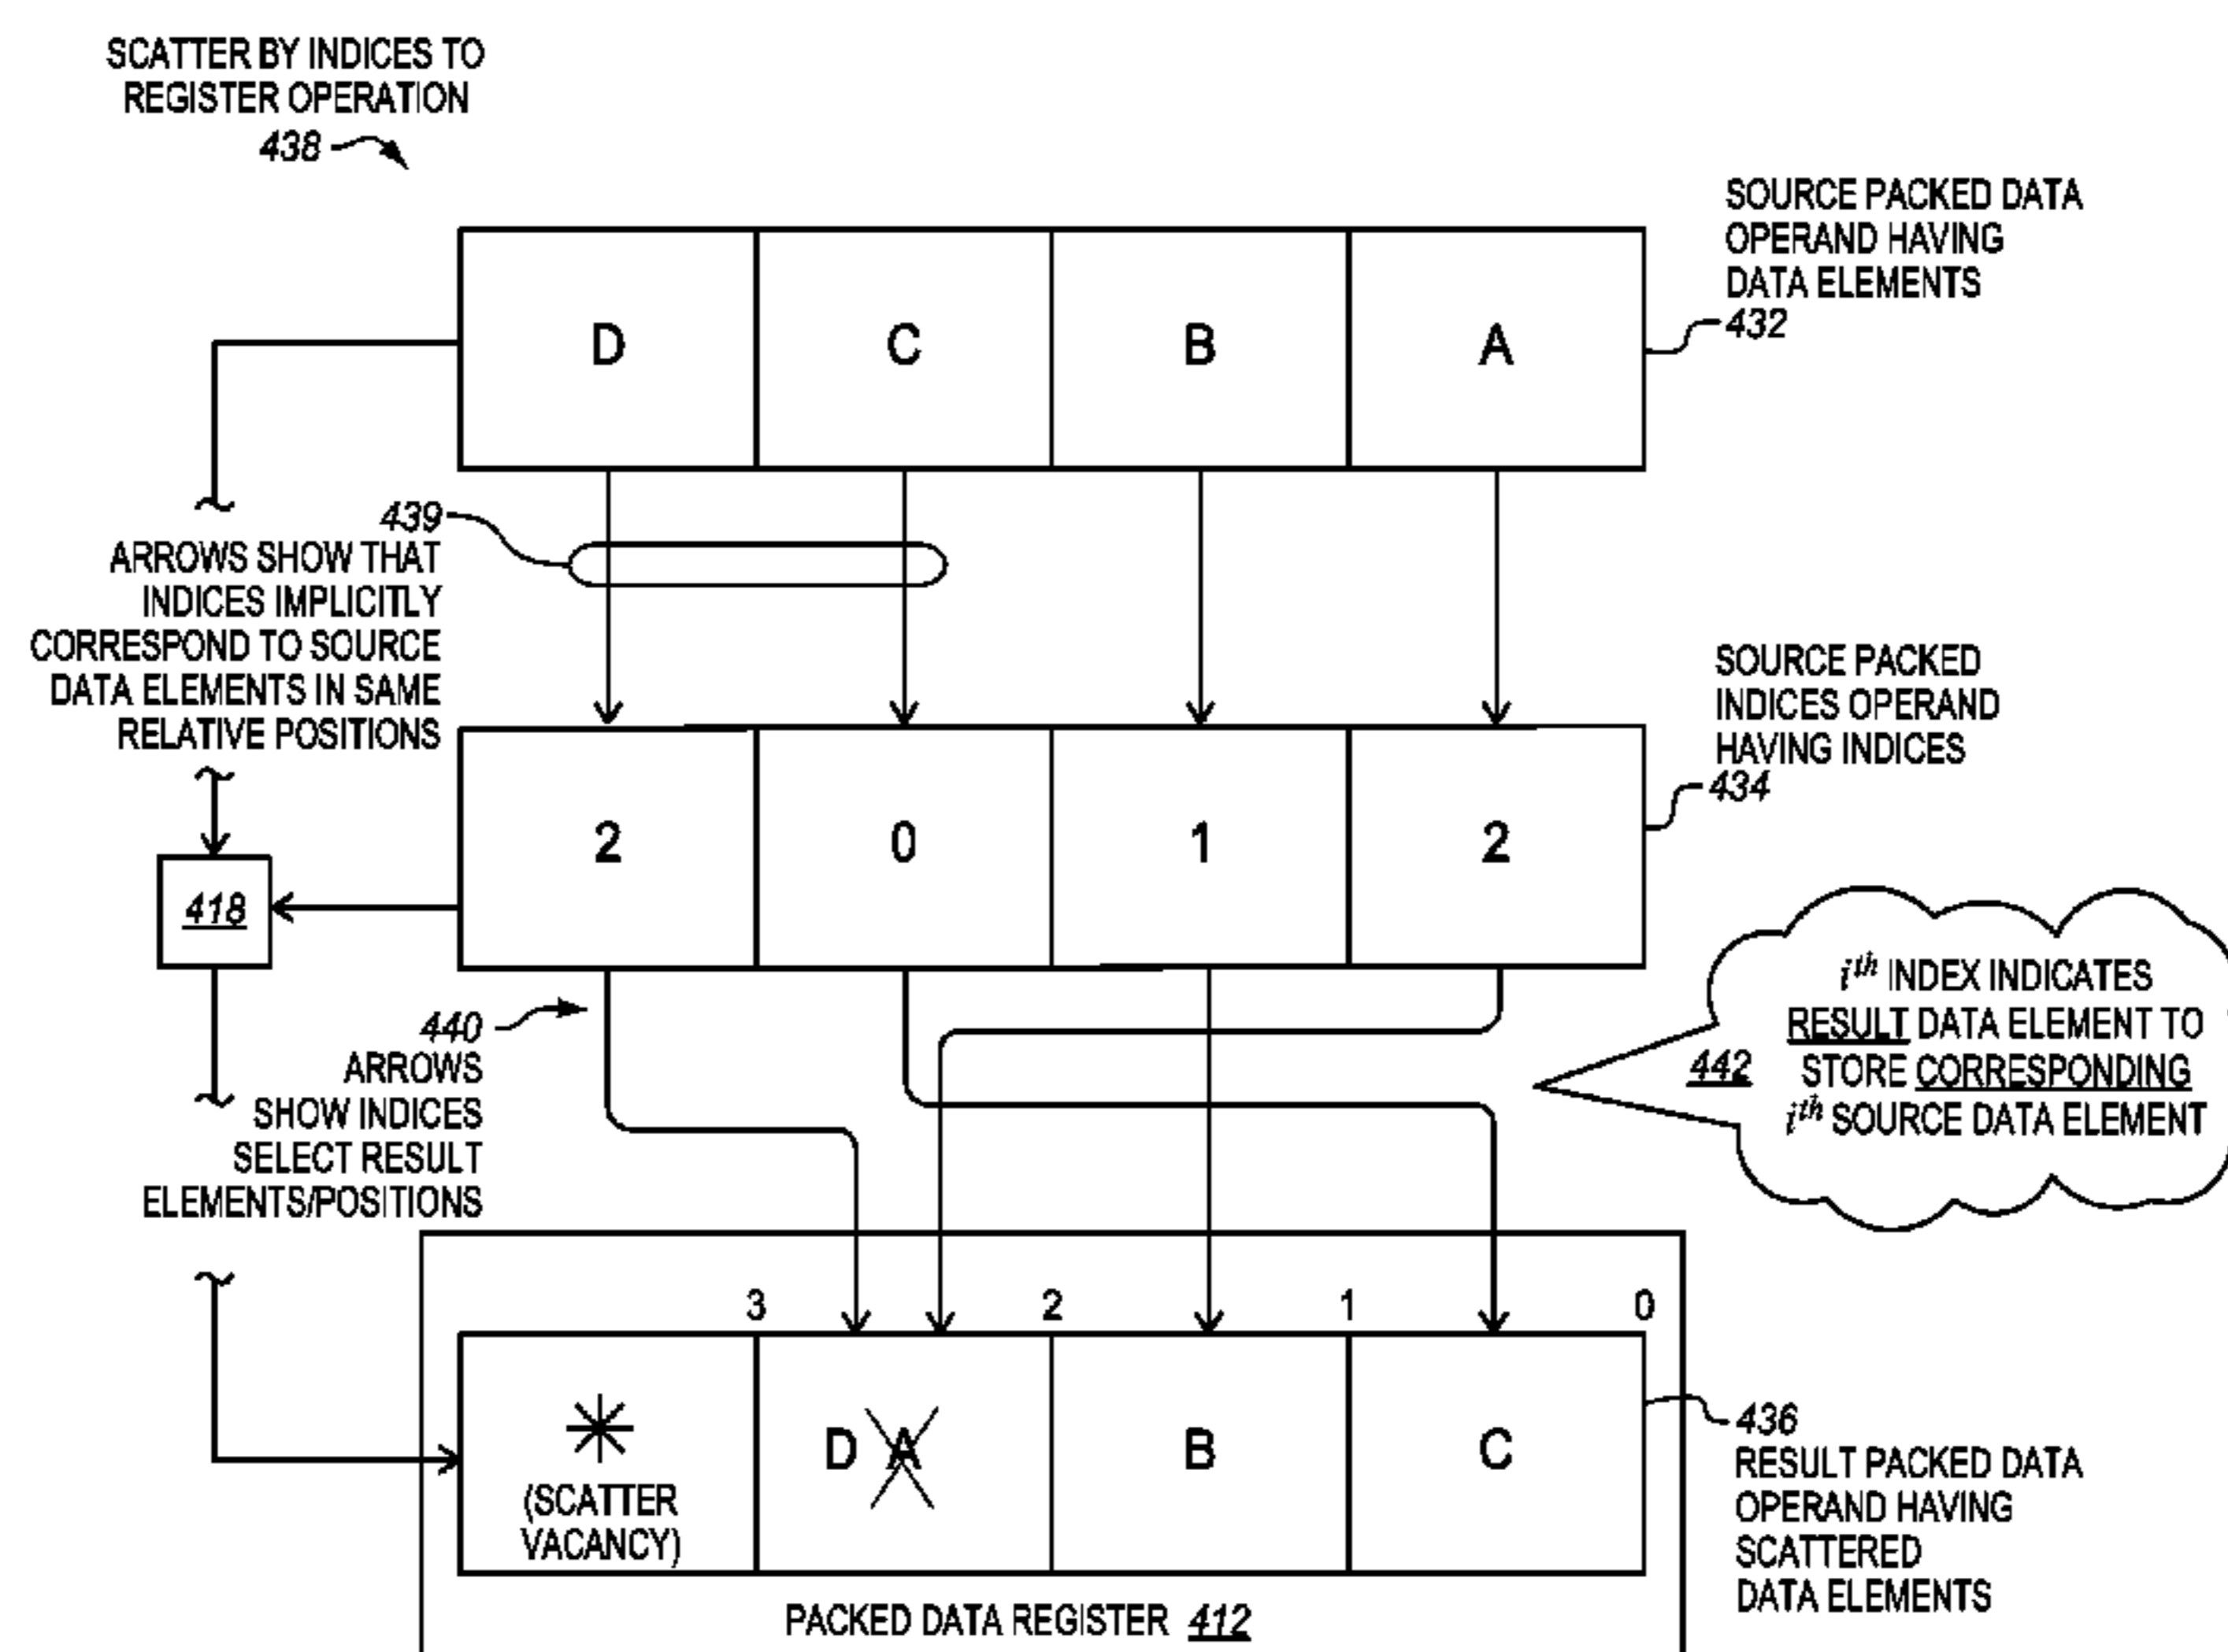 SCATTER BY INDICES TO
REGISTER OPERATION
438
SOURCE PACKED DATA
OPERAND HAVING
DATA ELEMENTS
432
D C B A
439
ARROWS SHOW THAT
INDICES IMPLICITLY
CORRESPOND TO SOURCE
DATA ELEMENTS IN SAME
RELATIVE POSITIONS
SOURCE PACKED
INDICES OPERAND
HAVING INDICES
434
2 0 1 2
418
440
ARROWS
SHOW INDICES
SELECT RESULT
ELEMENTS/POSITIONS
ith INDEX INDICATES
RESULT DATA ELEMENT TO
442 STORE CORRESPONDING
ith SOURCE DATA ELEMENT
3 2 1 0
* D A B C
(SCATTER
VACANCY)
436
RESULT PACKED DATA
OPERAND HAVING
SCATTERED
DATA ELEMENTS
PACKED DATA REGISTER 412